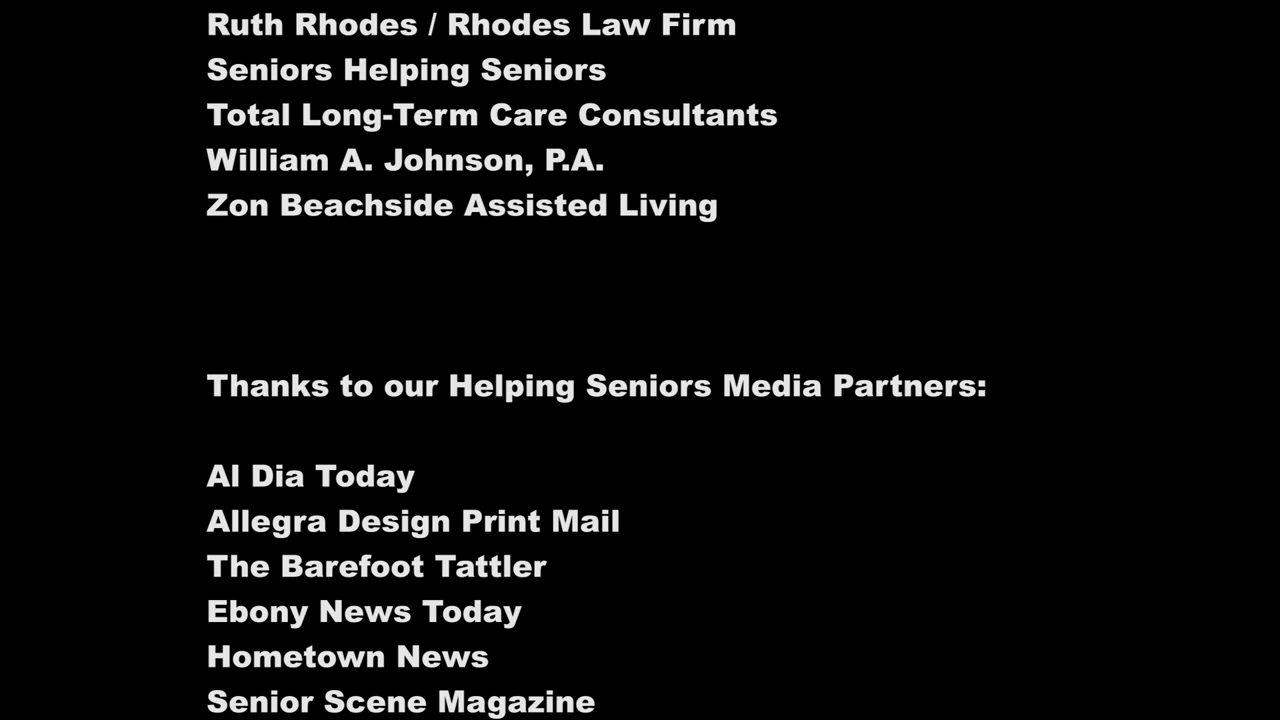 Ruth Rhodes / Rhodes Law Firm
Seniors Helping Seniors
Total Long-Term Care Consultants
William A. Johnson, P.A.
Zon Beachside Assisted Living
Thanks to our Helping Seniors Media Partners:
Al Dia Today
Allegra Design Print Mail
The Barefoot Tattler
Ebony News Today
Hometown News
Senior Scene Magazine